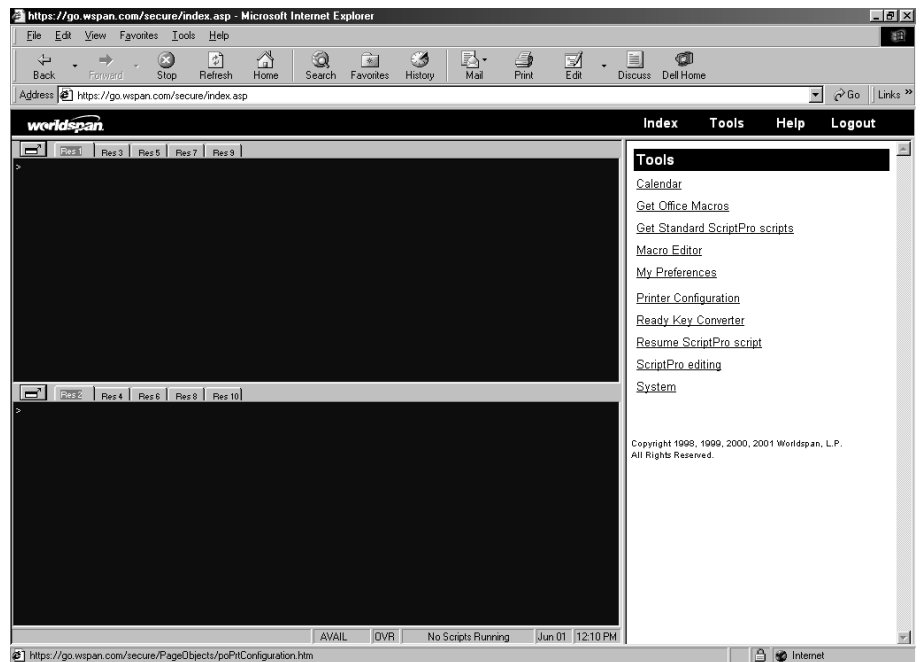 https://go.wspan.com/secure/index.asp - Microsoft Internet Explorer
File Edit View Favorites Tools Help
Back Forward Stop Refresh Home Search Favorites History Mail Print Edit Discuss Dell Home
Address https://go.wspan.com/secure/index.asp Go Links »
worldspan. Index Tools Help Logout
Res 1 Res 3 Res 5 Res 7 Res 9
>
Tools
Calendar
Get Office Macros
Get Standard ScriptPro scripts
Macro Editor
My Preferences
Printer Configuration
Ready Key Converter
Resume ScriptPro script
ScriptPro editing
System
Copyright 1998, 1999, 2000, 2001 Worldspan, L.P.
All Rights Reserved.
Res 2 Res 4 Res 6 Res 8 Res 10
>
AVAIL OVR No Scripts Running Jun 01 12:10 PM
https://go.wspan.com/secure/PageObjects/poPrtConfiguration.htm Internet